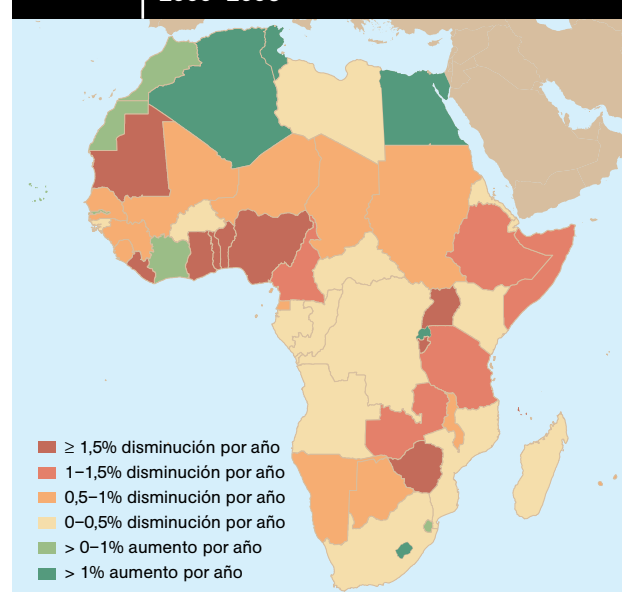 ≥ 1,5% disminución por año
1–1,5% disminución por año
0,5–1% disminución por año
0–0,5% disminución por año
> 0–1% aumento por año
> 1% aumento por año